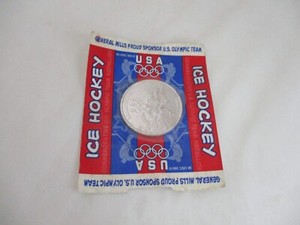 GENERAL MILLS PROUD SPONSOR U.S. OLYMPIC TEAM
USA
ICE HOCKEY
ICE HOCKEY
USA
GENERAL MILLS PROUD SPONSOR U.S. OLYMPIC TEAM